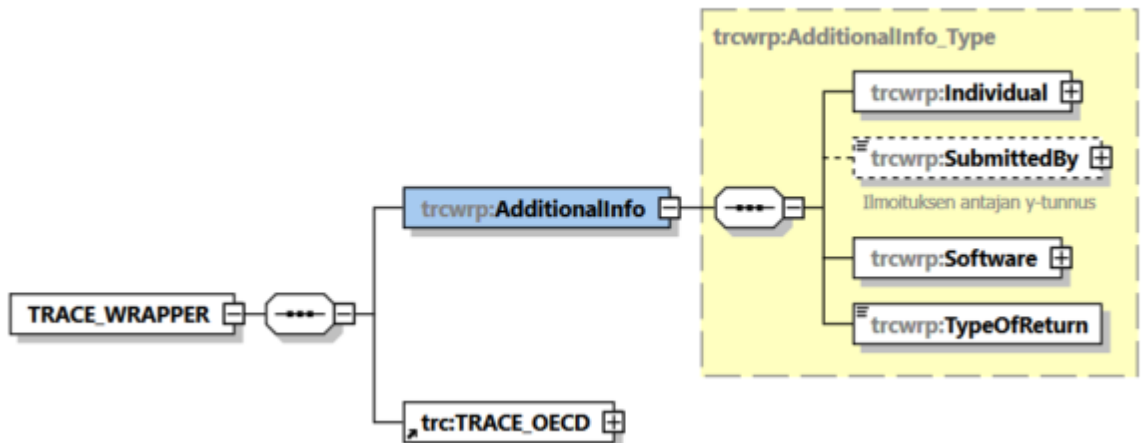 trcwrp:AdditionalInfo_Type
trcwrp:Individual
trcwrp:SubmittedBy
Ilmoituksen antajan y-tunnus
trcwrp:AdditionalInfo
trcwrp:Software
TRACE_WRAPPER
trcwrp:TypeOfReturn
trc:TRACE_OECD